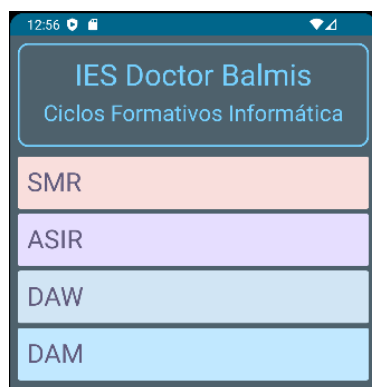 12:56
IES Doctor Balmis
Ciclos Formativos Informática
SMR
ASIR
DAW
DAM